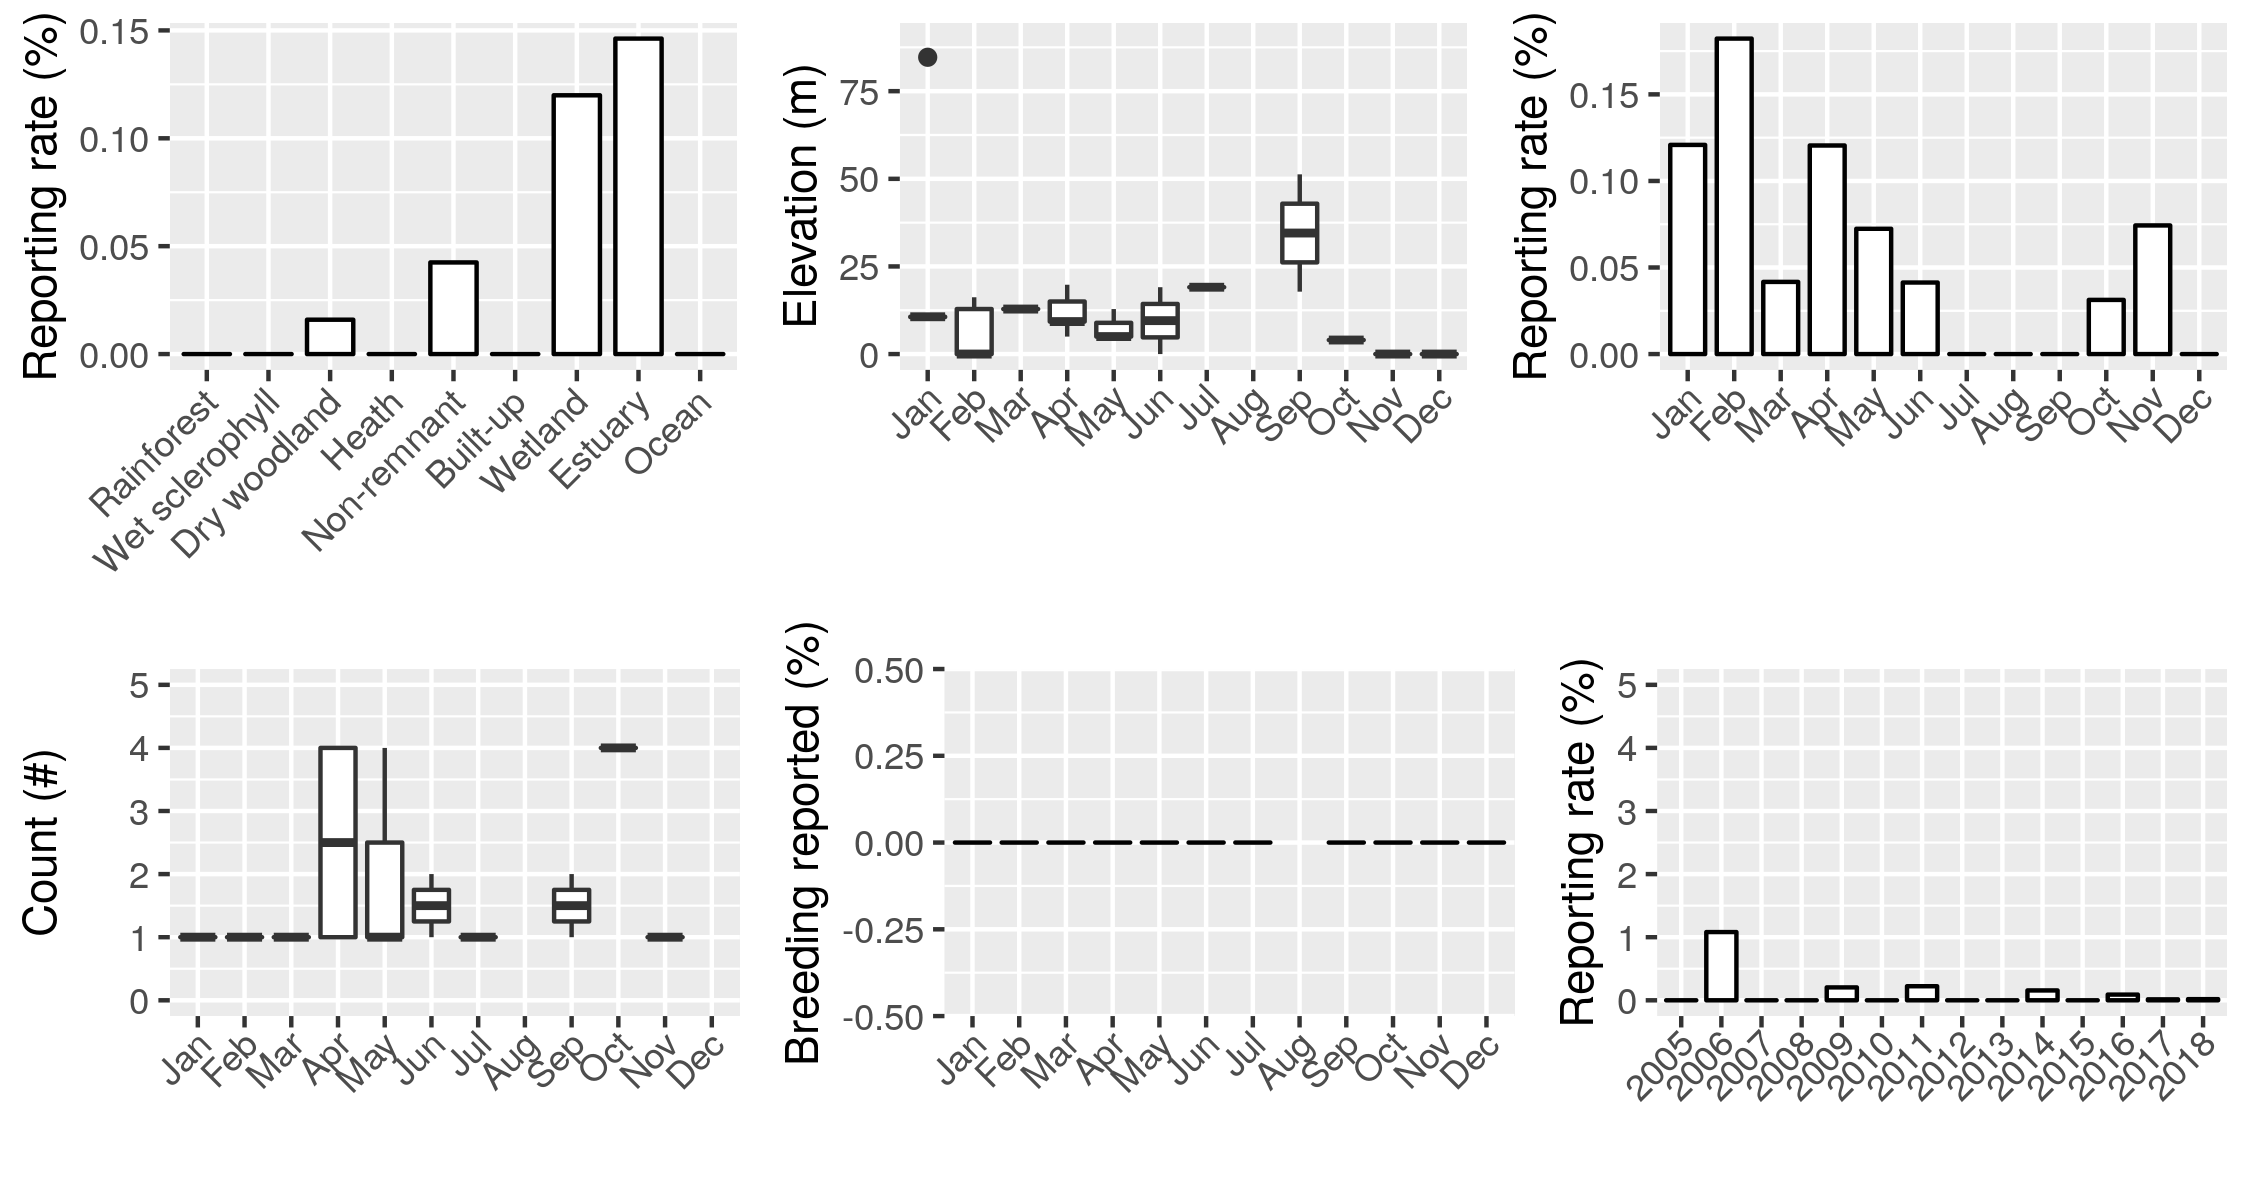 Reporting rate (%)
0.15
0.10
0.05
0.00
Rainforest
Wet sclerophyll
Dry woodland
Heath
Non-remnant
Built-up
Wetland
Estuary
Ocean
Elevation (m)
75
50
25
0
Jan
Feb
Mar
Apr
May
Jun
Jul
Aug
Sep
Oct
Nov
Dec
Reporting rate (%)
0.15
0.10
0.05
0.00
Jan
Feb
Mar
Apr
May
Jun
Jul
Aug
Sep
Oct
Nov
Dec
Count (#)
5
4
3
2
1
0
Jan
Feb
Mar
Apr
May
Jun
Jul
Aug
Sep
Oct
Nov
Dec
Breeding reported (%)
0.50
0.25
0.00
-0.25
-0.50
Jan
Feb
Mar
Apr
May
Jun
Jul
Aug
Sep
Oct
Nov
Dec
Reporting rate (%)
5
4
3
2
1
0
2005
2006
2007
2008
2009
2010
2011
2012
2013
2014
2015
2016
2017
2018